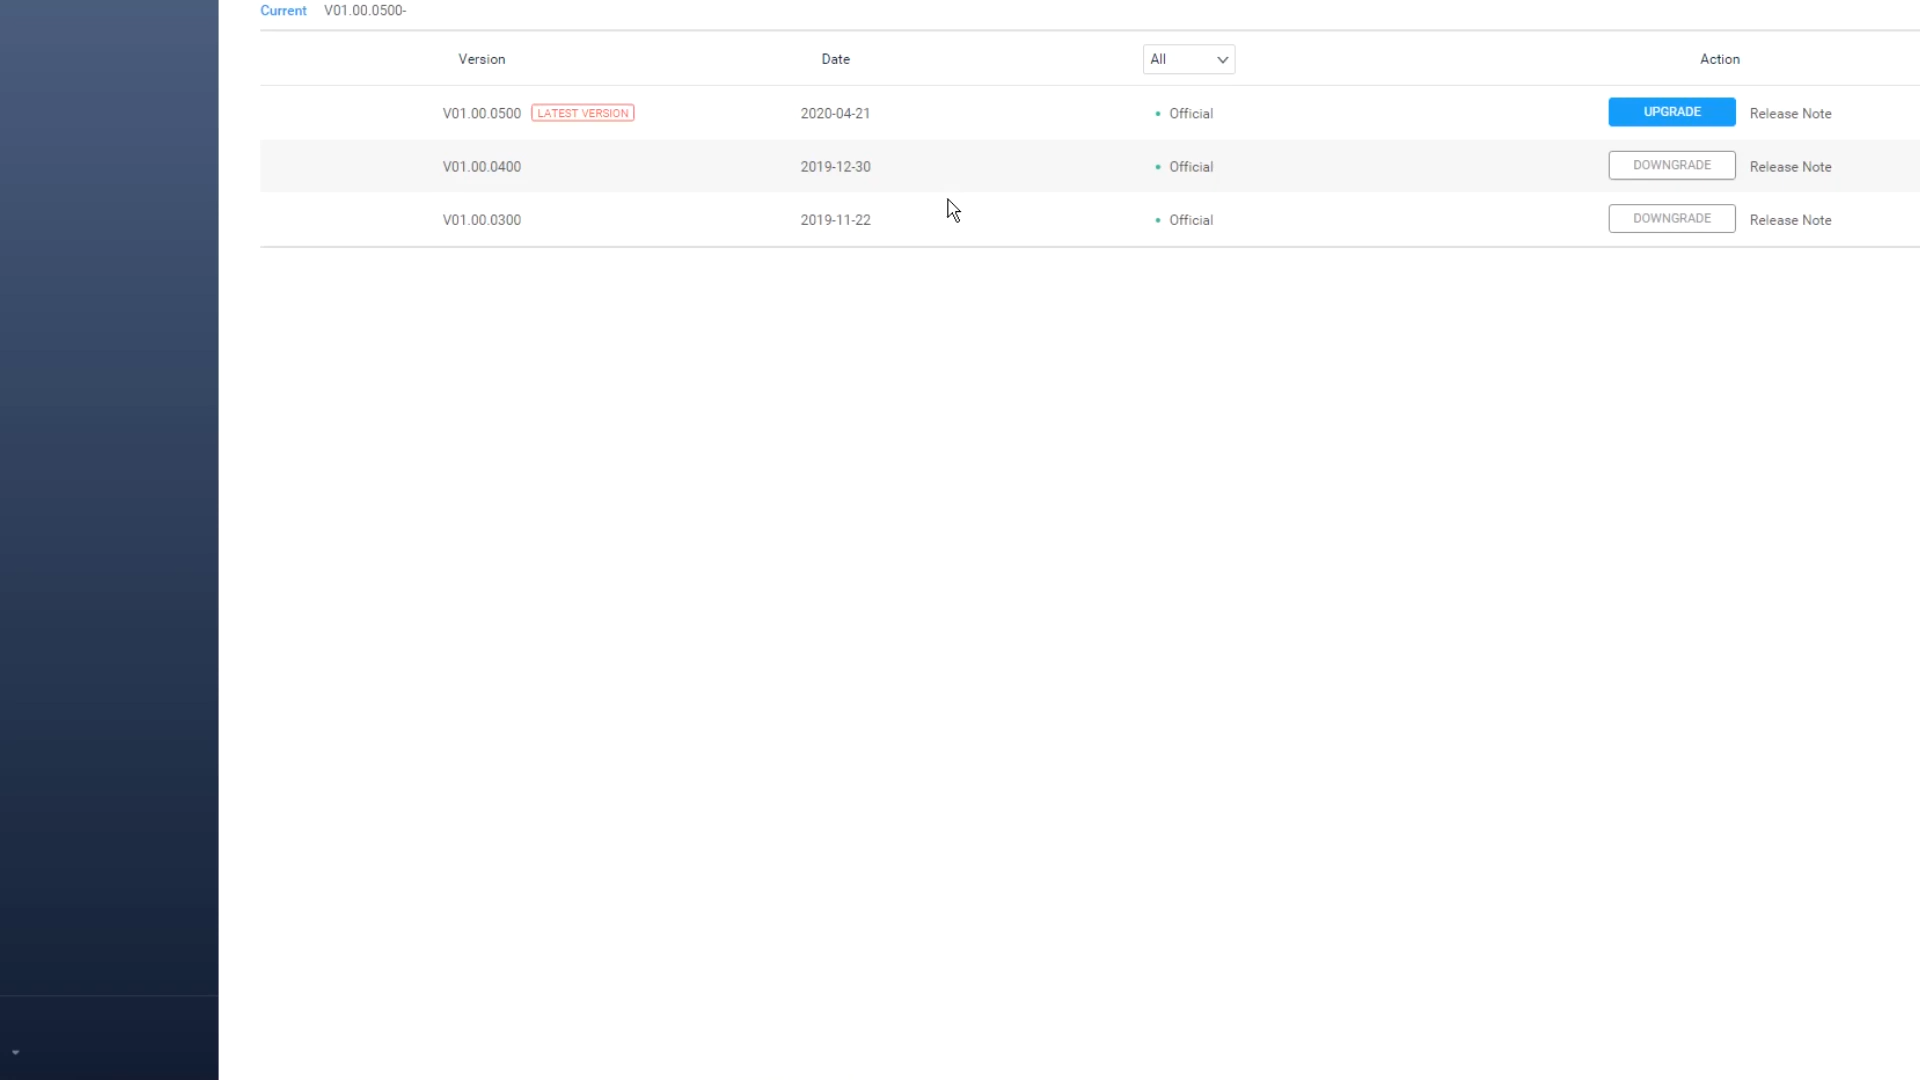 Current V01.00.0500-
Version Date All Action
V01.00.0500 LATEST VERSION 2020-04-21 Official UPGRADE Release Note
V01.00.0400 2019-12-30 Official DOWNGRADE Release Note
V01.00.0300 2019-11-22 Official DOWNGRADE Release Note